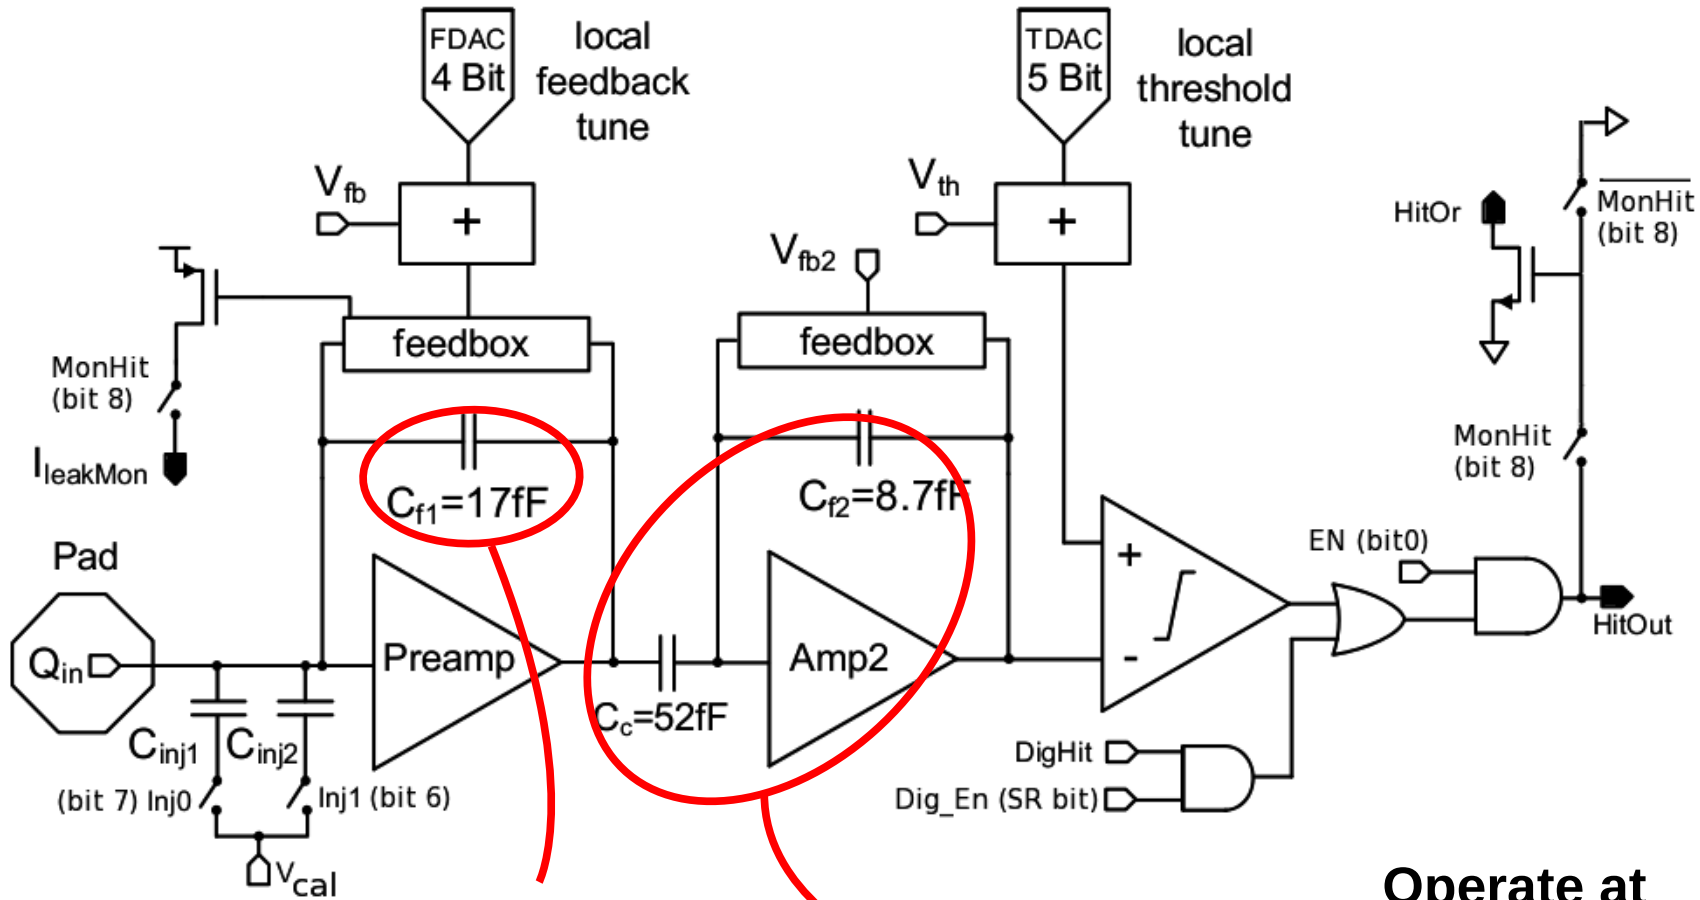 FDAC
4 Bit
local
feedback
tune
TDAC
5 Bit
local
threshold
tune
Vfb
+
Vth
+
HitOr
MonHit
(bit 8)
Vfb2
feedbox
feedbox
MonHit
(bit 8)
IleakMon
Cf1=17fF
Cf2=8.7fF
MonHit
(bit 8)
Pad
Qin
Preamp
Cc=52fF
Amp2
+
-
EN (bit0)
HitOut
Cinj1
Cinj2
(bit 7) Inj0
Inj1 (bit 6)
Vcal
DigHit
Dig_En (SR bit)
Operate at